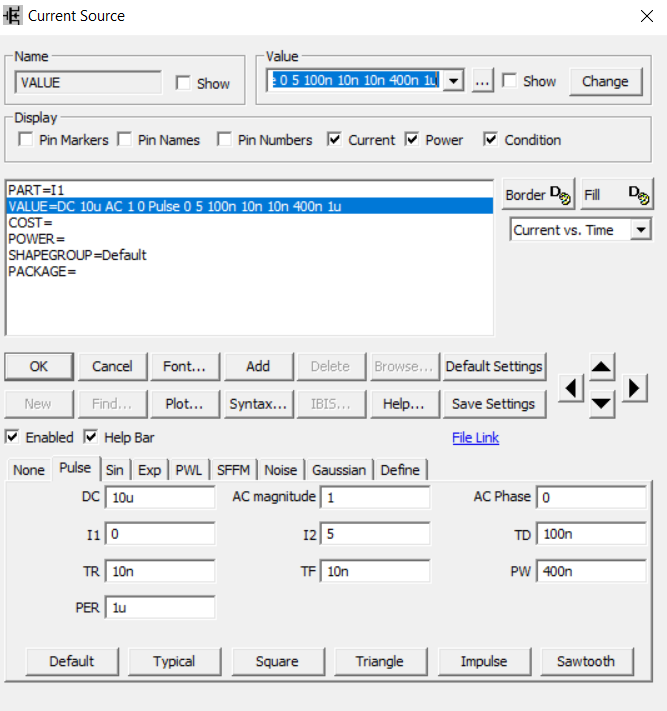 Current Source
Name
Value
VALUE
Show
e 0 5 100n 10n 10n 400n 1u
...
Show
Change
Display
Pin Markers Pin Names Pin Numbers Current Power Condition
PART=I1
VALUE=DC 10u AC 1 0 Pulse 0 5 100n 10n 10n 400n 1u
COST=
POWER=
SHAPEGROUP=Default
PACKAGE=
Border
Fill
Current vs. Time
OK Cancel Font... Add Delete Browse... Default Settings
New Find... Plot... Syntax... IBIS... Help... Save Settings
Enabled Help Bar File Link
None Pulse Sin Exp PWL SFFM Noise Gaussian Define
DC 10u AC magnitude 1 AC Phase 0
I1 0 I2 5 TD 100n
TR 10n TF 10n PW 400n
PER 1u
Default Typical Square Triangle Impulse Sawtooth